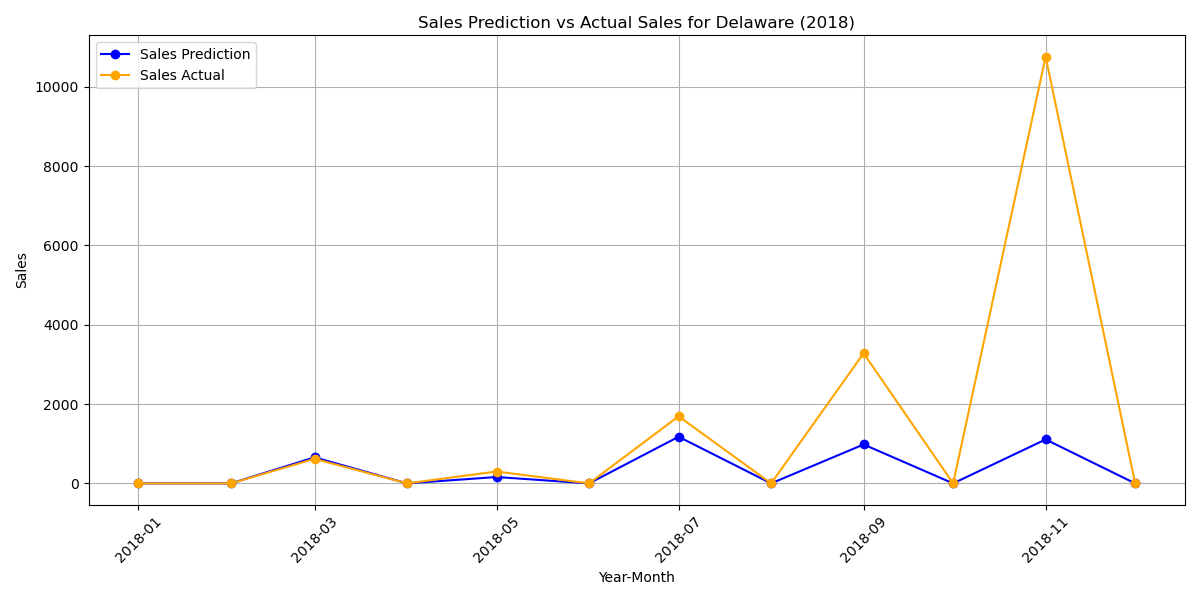 Sales Prediction vs Actual Sales for Delaware (2018)
Sales Prediction
Sales Actual
10000
8000
6000
4000
2000
0
Sales
2018-01
2018-03
2018-05
2018-07
2018-09
2018-11
Year-Month